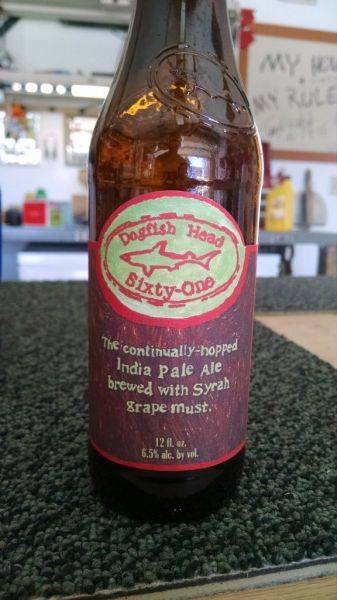 MY HOU
MY RULE
Dogfish Head
Sixty-One
The continually-hopped
India Pale Ale
brewed with Syrah
grape must.
12 fl. oz.
6.5% alc. by vol.